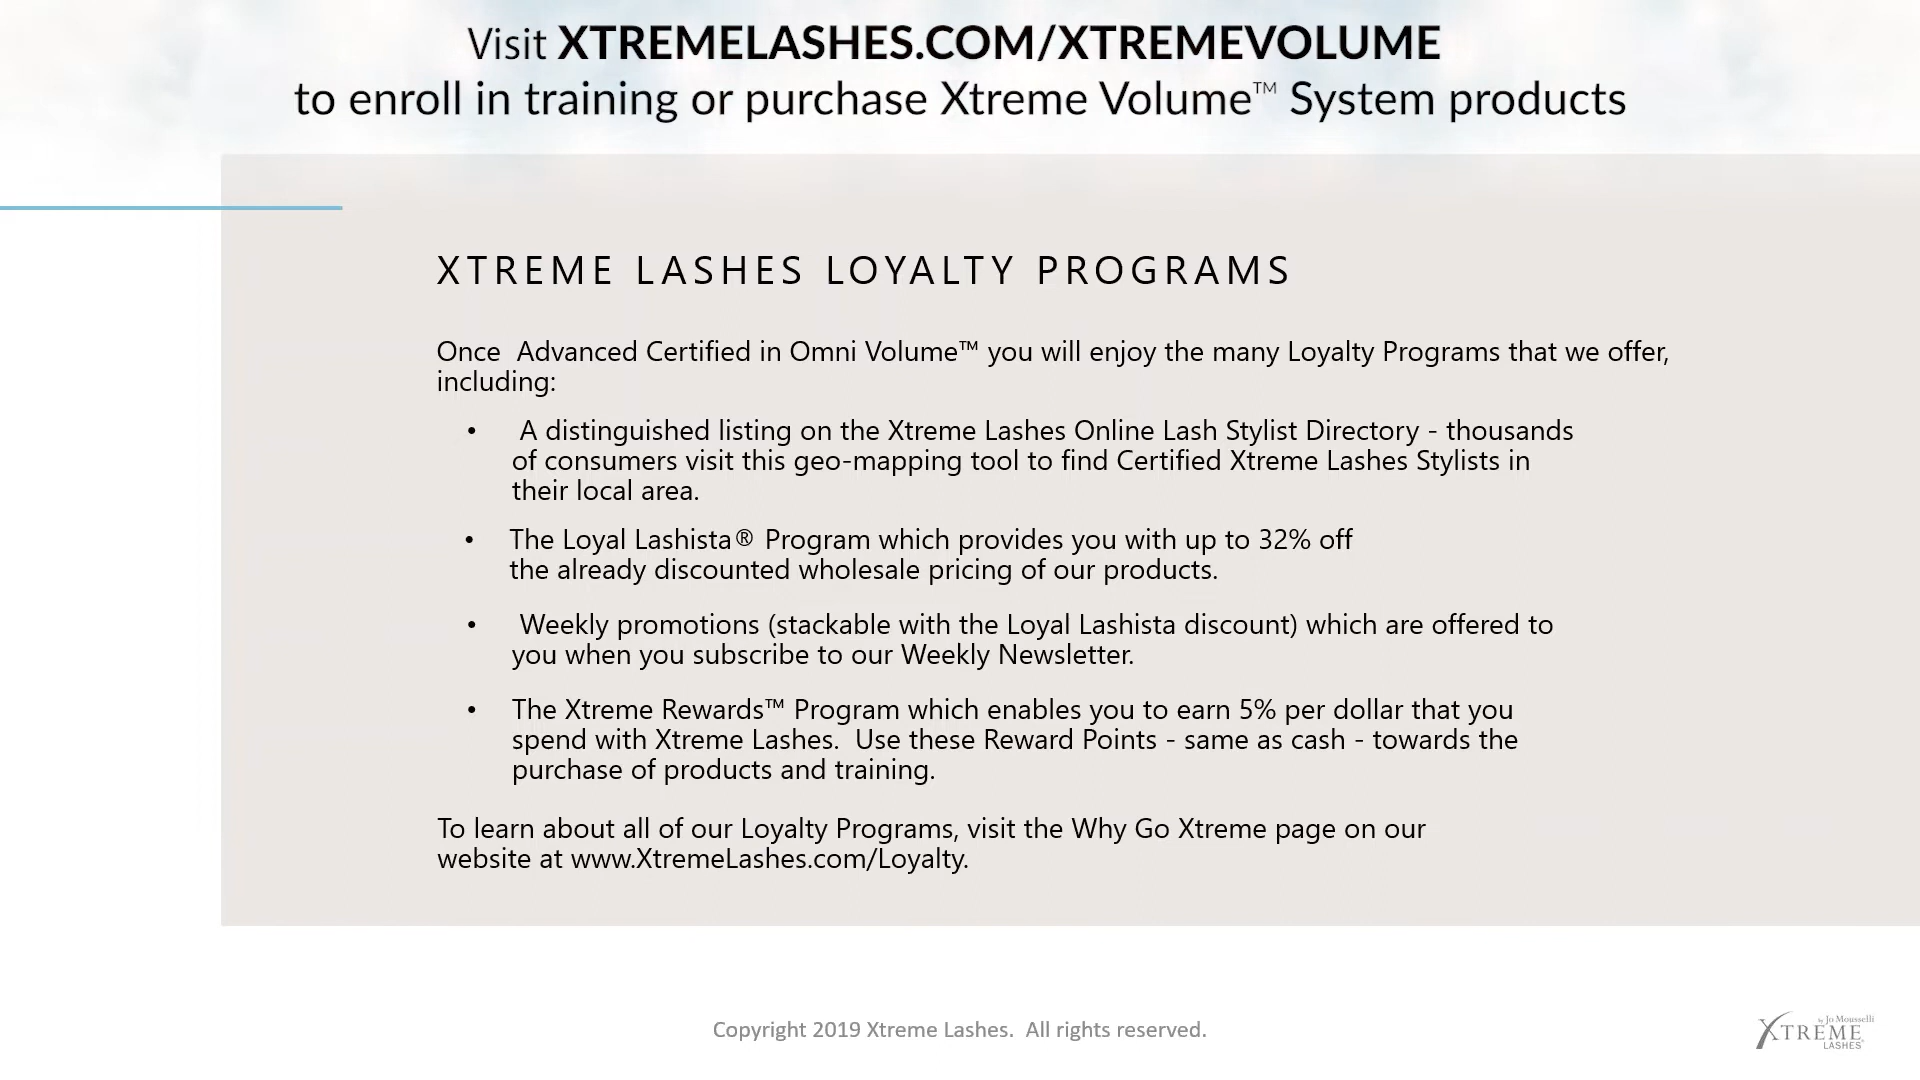 Visit XTREMELASHES.COM/XTREMEVOLUME
to enroll in training or purchase Xtreme Volume™ System products
XTREME LASHES LOYALTY PROGRAMS
Once  Advanced Certified in Omni Volume™ you will enjoy the many Loyalty Programs that we offer,
including:
• A distinguished listing on the Xtreme Lashes Online Lash Stylist Directory - thousands
of consumers visit this geo-mapping tool to find Certified Xtreme Lashes Stylists in
their local area.
• The Loyal Lashista® Program which provides you with up to 32% off
the already discounted wholesale pricing of our products.
• Weekly promotions (stackable with the Loyal Lashista discount) which are offered to
you when you subscribe to our Weekly Newsletter.
• The Xtreme Rewards™ Program which enables you to earn 5% per dollar that you
spend with Xtreme Lashes.  Use these Reward Points - same as cash - towards the
purchase of products and training.
To learn about all of our Loyalty Programs, visit the Why Go Xtreme page on our
website at www.XtremeLashes.com/Loyalty.
Copyright 2019 Xtreme Lashes.  All rights reserved.
by Jo Mousselli
XTREME
LASHES®